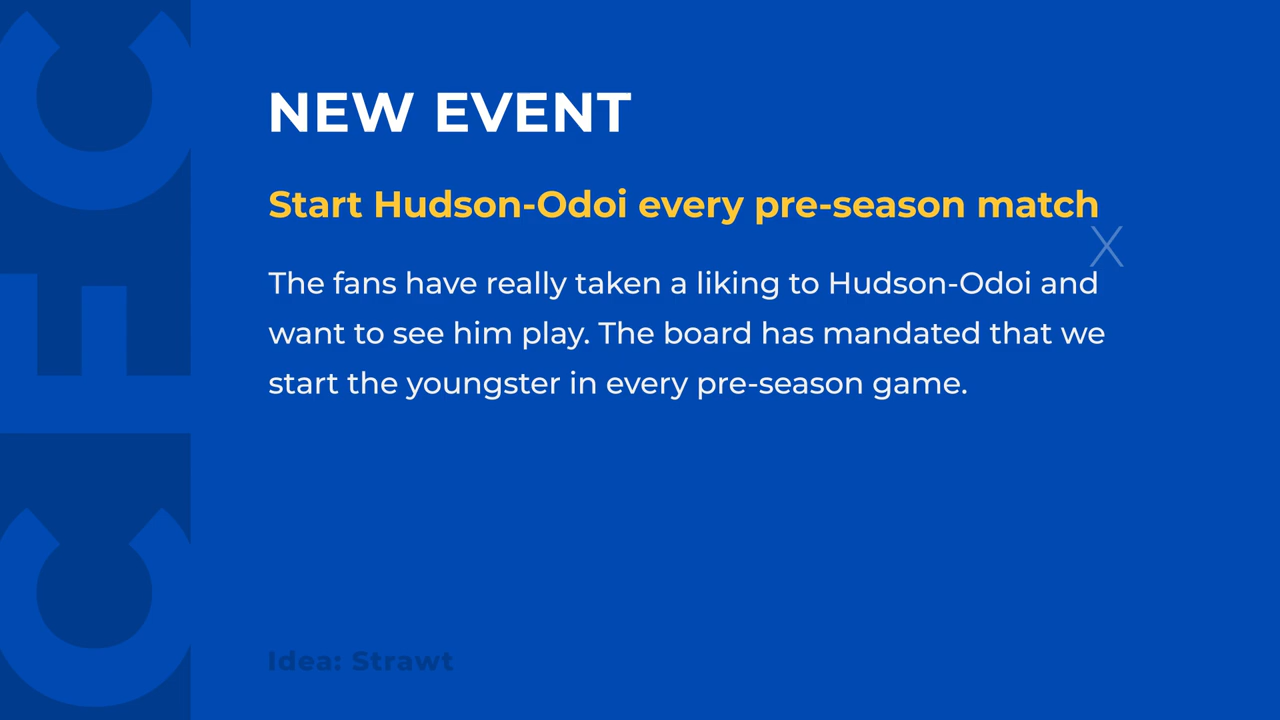 CFC
NEW EVENT
Start Hudson-Odoi every pre-season match
X
The fans have really taken a liking to Hudson-Odoi and
want to see him play. The board has mandated that we
start the youngster in every pre-season game.
Idea: Strawt